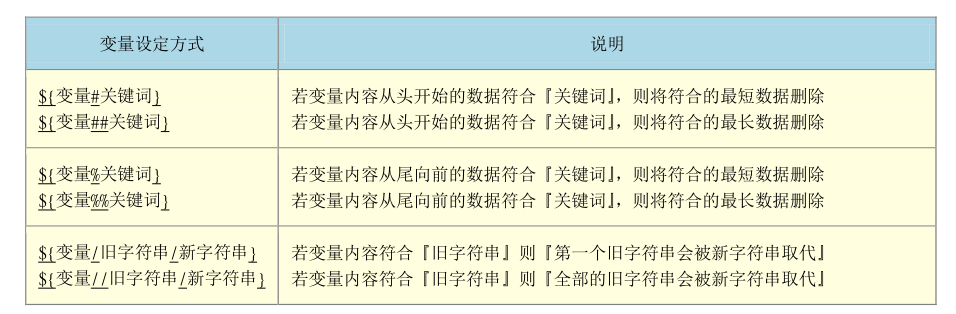 变量设定方式 说明
${变量#关键词} 若变量内容从头开始的数据符合『关键词』，则将符合的最短数据删除
${变量##关键词} 若变量内容从头开始的数据符合『关键词』，则将符合的最长数据删除
${变量%关键词} 若变量内容从尾向前的数据符合『关键词』，则将符合的最短数据删除
${变量%%关键词} 若变量内容从尾向前的数据符合『关键词』，则将符合的最长数据删除
${变量/旧字符串/新字符串} 若变量内容符合『旧字符串』则『第一个旧字符串会被新字符串取代』
${变量//旧字符串/新字符串} 若变量内容符合『旧字符串』则『全部的旧字符串会被新字符串取代』